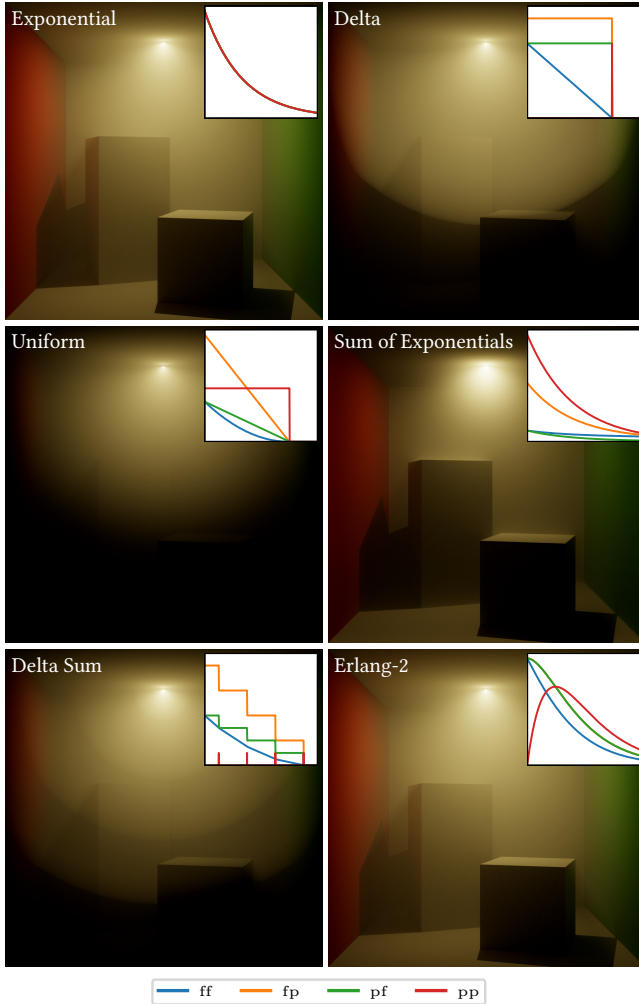 Exponential
Delta
Uniform
Sum of Exponentials
Delta Sum
Erlang-2
ff fp pf pp